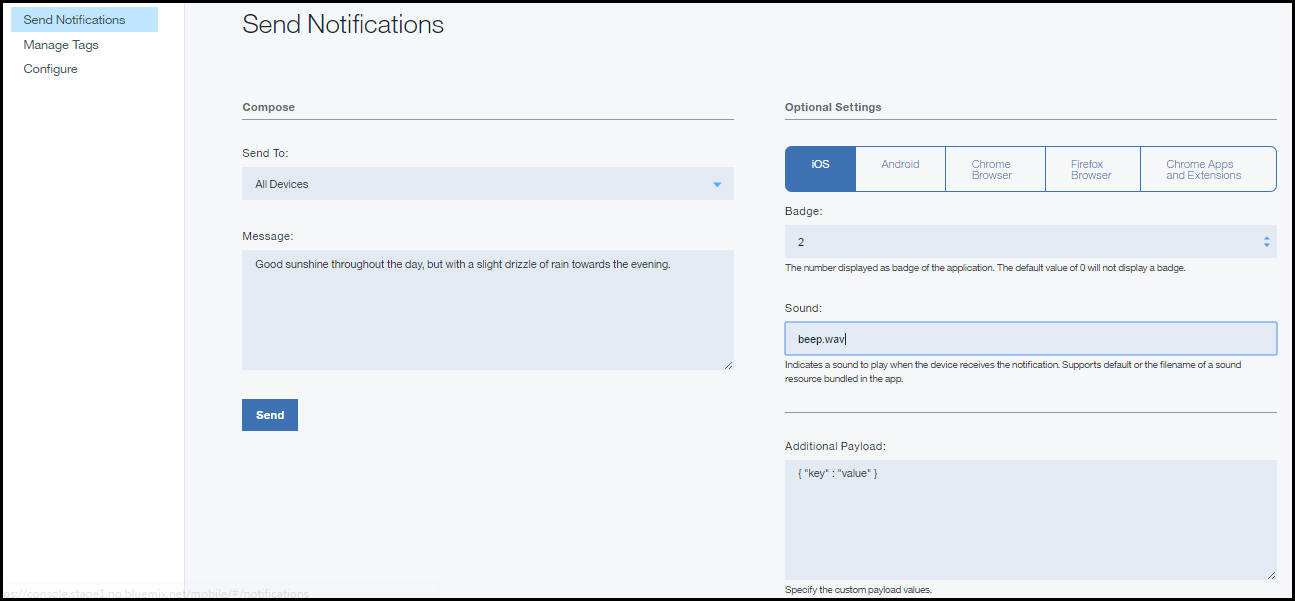 Send Notifications
Manage Tags
Configure
Send Notifications
Compose
Send To:
All Devices
Message:
Good sunshine throughout the day, but with a slight drizzle of rain towards the evening.
Send
Optional Settings
iOS
Android
Chrome
Browser
Firefox
Browser
Chrome Apps
and Extensions
Badge:
2
The number displayed as badge of the application. The default value of 0 will not display a badge.
Sound:
beep.wav
Indicates a sound to play when the device receives the notification. Supports default or the filename of a sound
resource bundled in the app.
Additional Payload:
{ "key" : "value" }
Specify the custom payload values.
console.stage1.ng.bluemix.net/mobile/#/notifications